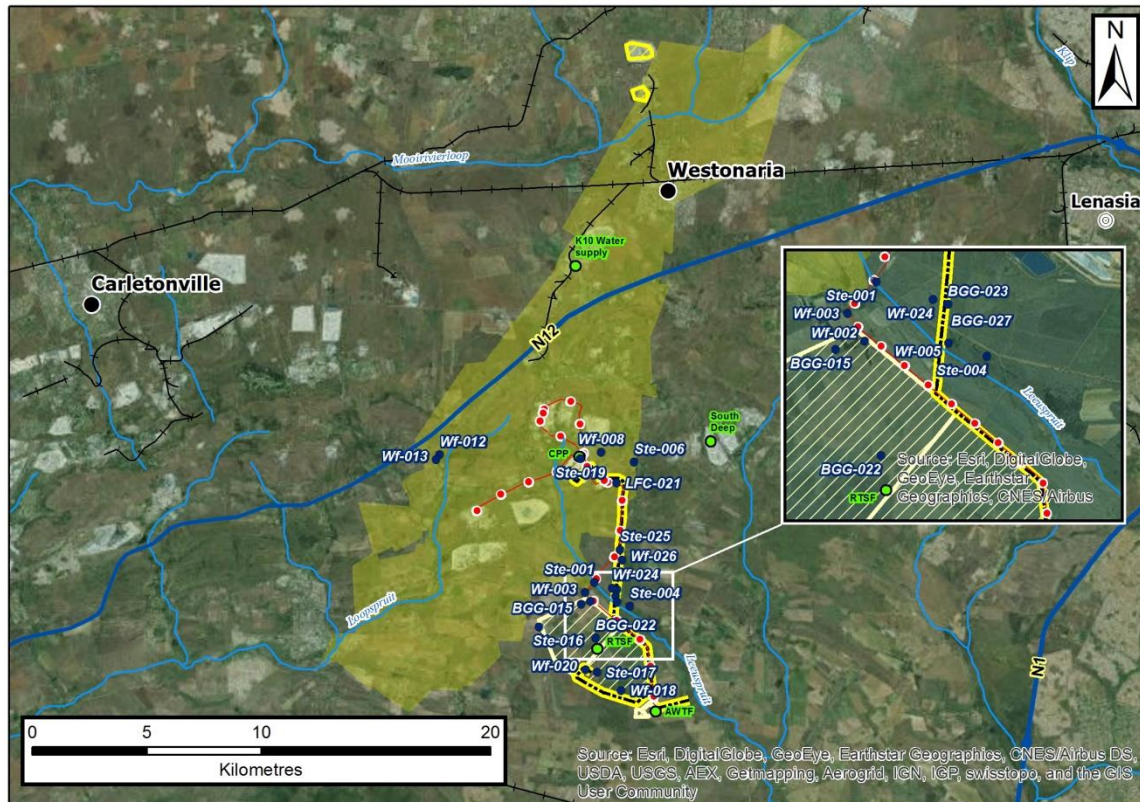 N
Klip
Mooirivierloop
Westonaria
Lenasia
K10 Water
supply
Carletonville
N12
South
Deep
Wf-008
CPP
Ste-006
Wf-012
Wf-013
Ste-019
LFC-021
Ste-025
Wf-026
Ste-001
Wf-024
Wf-003
Ste-004
BGG-015
BGG-022
Ste-016
RTSF
Wf-020
Ste-017
Wf-018
AWTF
Loopspruit
Leeuspruit
N1
Ste-001
BGG-023
Wf-003
Wf-024
BGG-027
Wf-002
Wf-005
BGG-015
Ste-004
Leeuspruit
BGG-022
RTSF
Source: Esri, DigitalGlobe,
GeoEye, Earthstar
Geographics, CNES/Airbus
0 5 10 20
Kilometres
Source: Esri, DigitalGlobe, GeoEye, Earthstar Geographics, CNES/Airbus DS,
USDA, USGS, AEX, Getmapping, Aerogrid, IGN, IGP, swisstopo, and the GIS
User Community